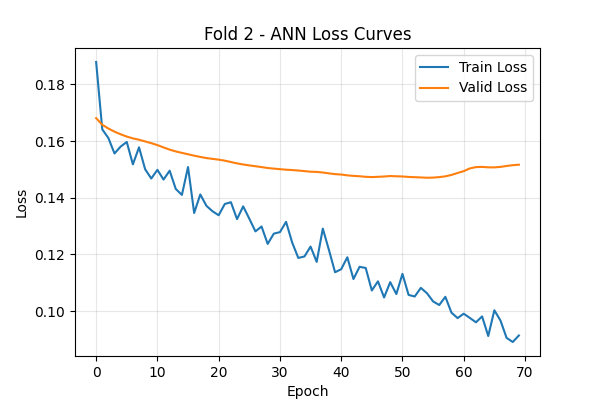 Fold 2 - ANN Loss Curves
Train Loss
Valid Loss
Loss
0.18
0.16
0.14
0.12
0.10
0 10 20 30 40 50 60 70
Epoch